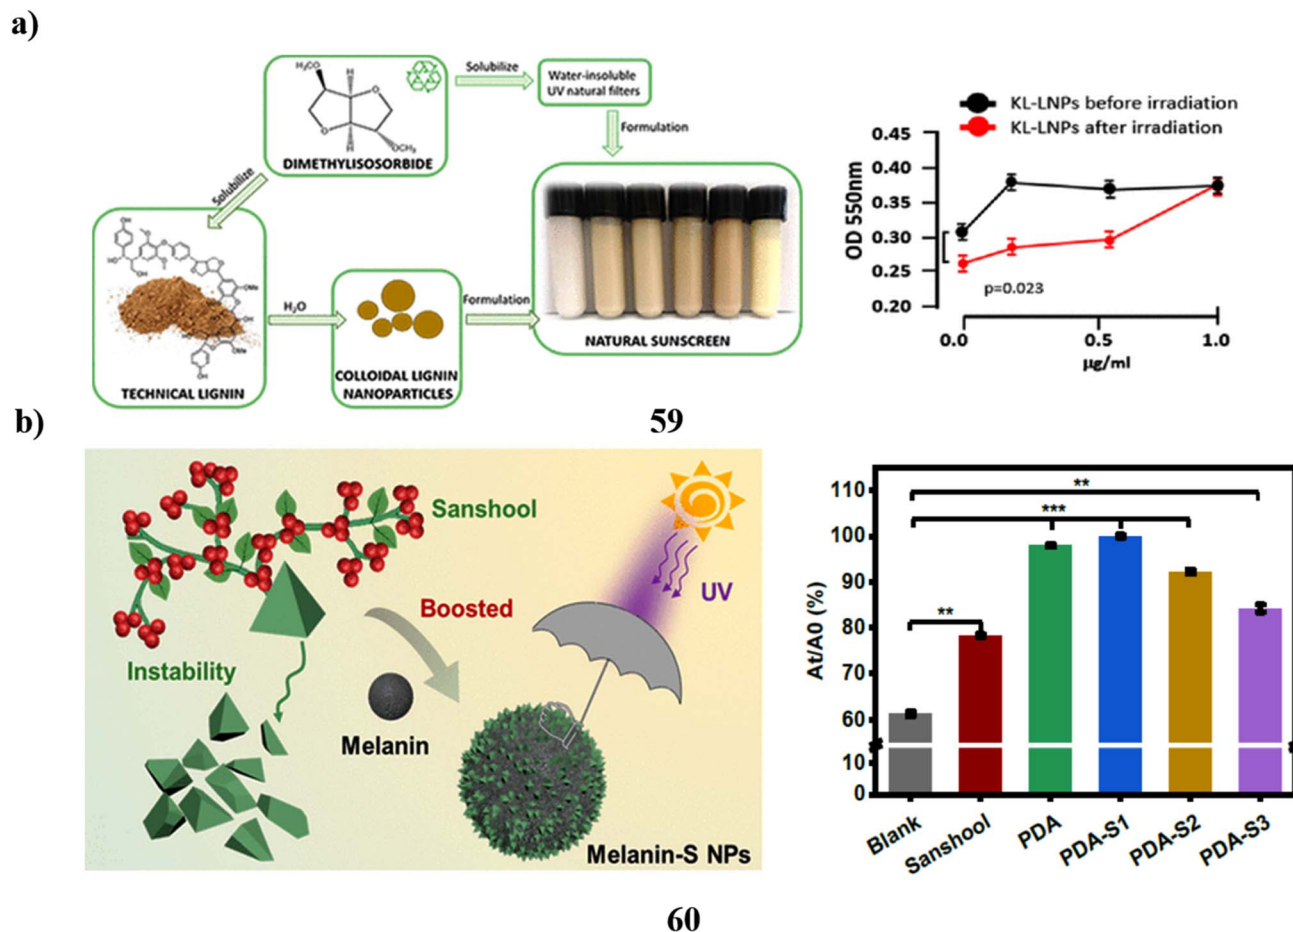 a)
H₃CO
H
O
O
H
OCH₃
DIMETHYLISOSORBIDE
Solubilize
Water-insoluble
UV natural filters
Formulation
Solubilize
TECHNICAL LIGNIN
H₂O
COLLOIDAL LIGNIN
NANOPARTICLES
Formulation
NATURAL SUNSCREEN
KL-LNPs before irradiation
KL-LNPs after irradiation
OD 550nm
0.45
0.40
0.35
0.30
0.25
0.20
p=0.023
0.0 0.5 1.0
µg/ml
59
b)
Sanshool
Instability
Boosted
Melanin
UV
Melanin-S NPs
At/A0 (%)
110
100
90
80
70
60
10
0
**
***
**
Blank Sanshool PDA PDA-S1 PDA-S2 PDA-S3
60